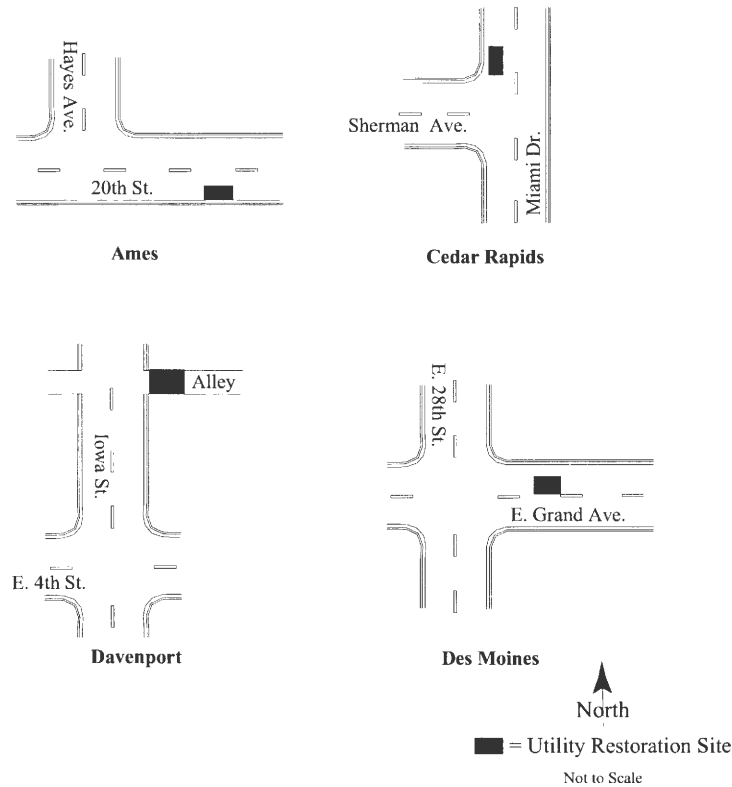 Hayes Ave.
20th St.
Ames
Sherman Ave.
Miami Dr.
Cedar Rapids
Alley
Iowa St.
E. 4th St.
Davenport
E. 28th St.
E. Grand Ave.
Des Moines
North
= Utility Restoration Site
Not to Scale